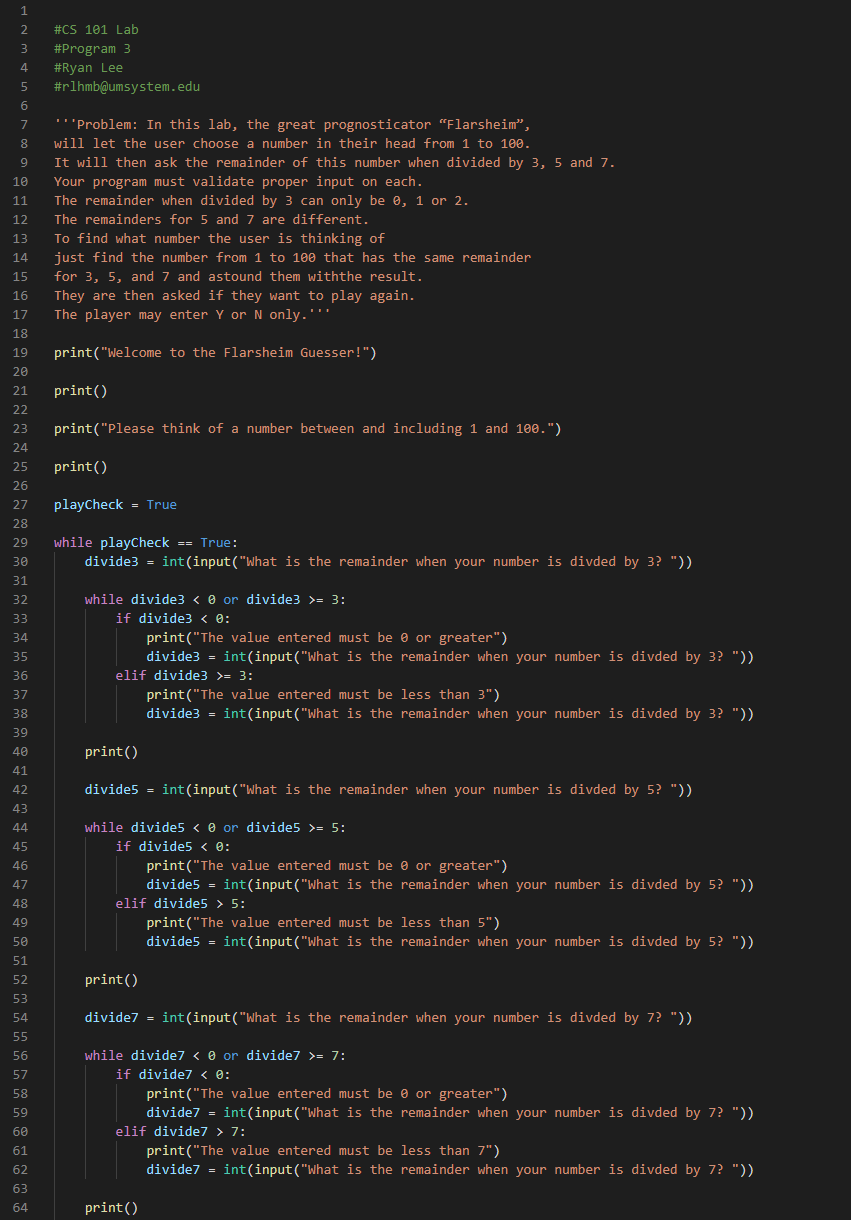 1
2 #CS 101 Lab
3 #Program 3
4 #Ryan Lee
5 #rlhmb@umsystem.edu
6
7 '''Problem: In this lab, the great prognosticator “Flarsheim”,
8 will let the user choose a number in their head from 1 to 100.
9 It will then ask the remainder of this number when divided by 3, 5 and 7.
10 Your program must validate proper input on each.
11 The remainder when divided by 3 can only be 0, 1 or 2.
12 The remainders for 5 and 7 are different.
13 To find what number the user is thinking of
14 just find the number from 1 to 100 that has the same remainder
15 for 3, 5, and 7 and astound them withthe result.
16 They are then asked if they want to play again.
17 The player may enter Y or N only.'''
18
19 print("Welcome to the Flarsheim Guesser!")
20
21 print()
22
23 print("Please think of a number between and including 1 and 100.")
24
25 print()
26
27 playCheck = True
28
29 while playCheck == True:
30     divide3 = int(input("What is the remainder when your number is divded by 3? "))
31
32     while divide3 < 0 or divide3 >= 3:
33         if divide3 < 0:
34             print("The value entered must be 0 or greater")
35             divide3 = int(input("What is the remainder when your number is divded by 3? "))
36         elif divide3 >= 3:
37             print("The value entered must be less than 3")
38             divide3 = int(input("What is the remainder when your number is divded by 3? "))
39
40     print()
41
42     divide5 = int(input("What is the remainder when your number is divded by 5? "))
43
44     while divide5 < 0 or divide5 >= 5:
45         if divide5 < 0:
46             print("The value entered must be 0 or greater")
47             divide5 = int(input("What is the remainder when your number is divded by 5? "))
48         elif divide5 > 5:
49             print("The value entered must be less than 5")
50             divide5 = int(input("What is the remainder when your number is divded by 5? "))
51
52     print()
53
54     divide7 = int(input("What is the remainder when your number is divded by 7? "))
55
56     while divide7 < 0 or divide7 >= 7:
57         if divide7 < 0:
58             print("The value entered must be 0 or greater")
59             divide7 = int(input("What is the remainder when your number is divded by 7? "))
60         elif divide7 > 7:
61             print("The value entered must be less than 7")
62             divide7 = int(input("What is the remainder when your number is divded by 7? "))
63
64     print()